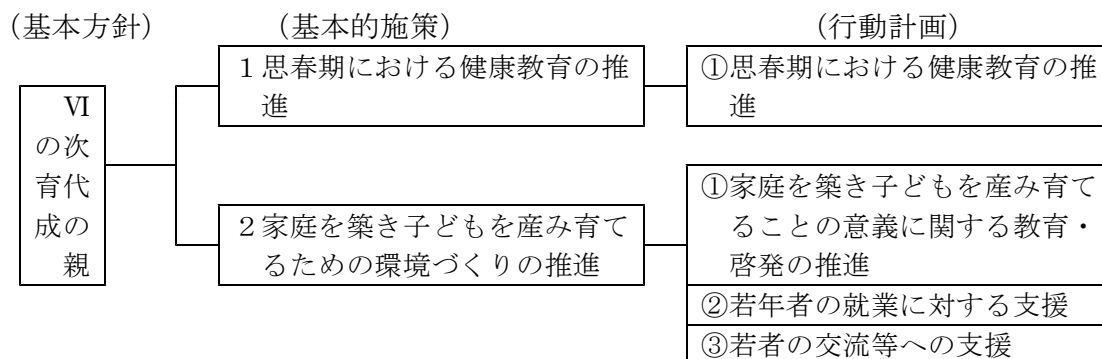 (基本方針) (基本的施策) (行動計画)
Ⅵ
の次
育代
成の
親
1思春期における健康教育の推
進
①思春期における健康教育の推
進
2家庭を築き子どもを産み育て
るための環境づくりの推進
①家庭を築き子どもを産み育て
ることの意義に関する教育・
啓発の推進
②若年者の就業に対する支援
③若者の交流等への支援